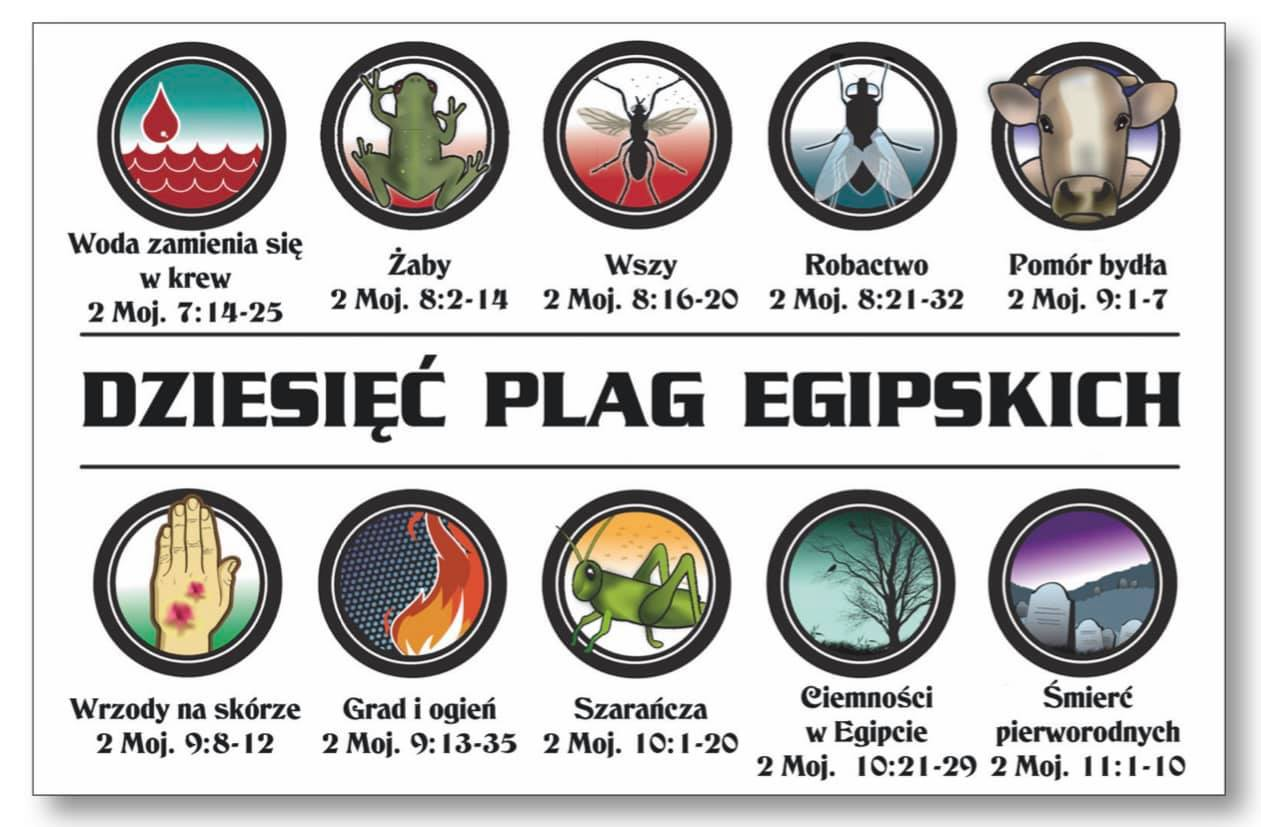 Woda zamienia się
w krew
2 Moj. 7:14-25
Żaby
2 Moj. 8:2-14
Wszy
2 Moj. 8:16-20
Robactwo
2 Moj. 8:21-32
Pomór bydła
2 Moj. 9:1-7
DZIESIĘĆ PLAG EGIPSKICH
Wrzody na skórze
2 Moj. 9:8-12
Grad i ogień
2 Moj. 9:13-35
Szarańcza
2 Moj. 10:1-20
Ciemności
w Egipcie
2 Moj. 10:21-29
Śmierć
pierworodnych
2 Moj. 11:1-10